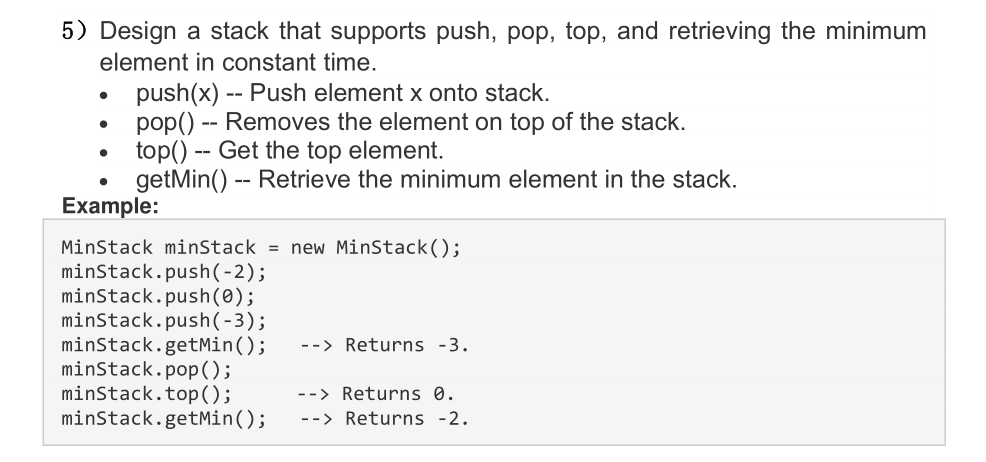 5) Design a stack that supports push, pop, top, and retrieving the minimum
element in constant time.
• push(x) -- Push element x onto stack.
• pop() -- Removes the element on top of the stack.
• top() -- Get the top element.
• getMin() -- Retrieve the minimum element in the stack.
Example:
MinStack minStack = new MinStack();
minStack.push(-2);
minStack.push(0);
minStack.push(-3);
minStack.getMin();   --> Returns -3.
minStack.pop();
minStack.top();      --> Returns 0.
minStack.getMin();   --> Returns -2.